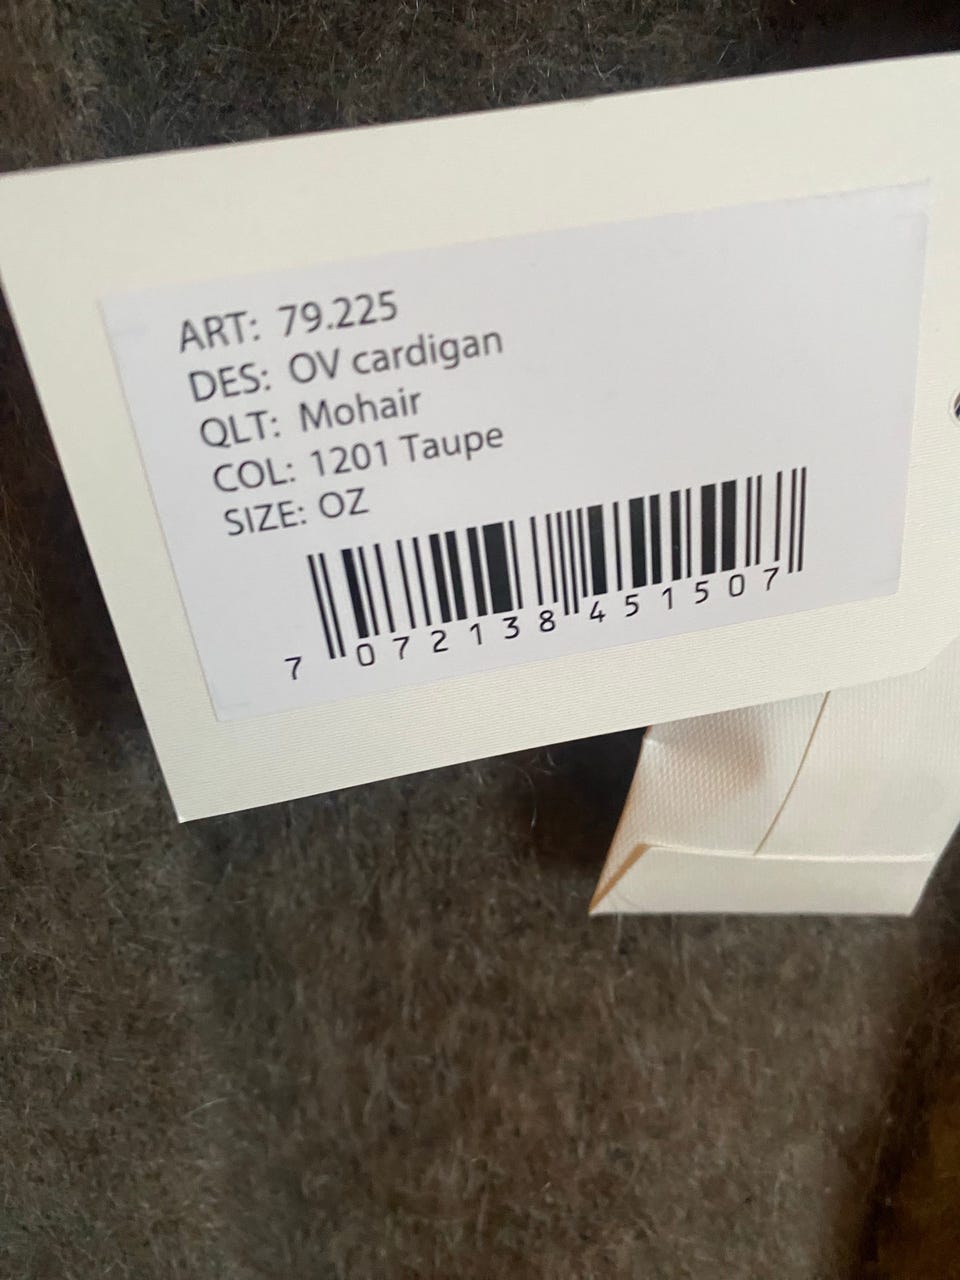 ART: 79.225
DES: OV cardigan
QLT: Mohair
COL: 1201 Taupe
SIZE: OZ
7 072138 451507